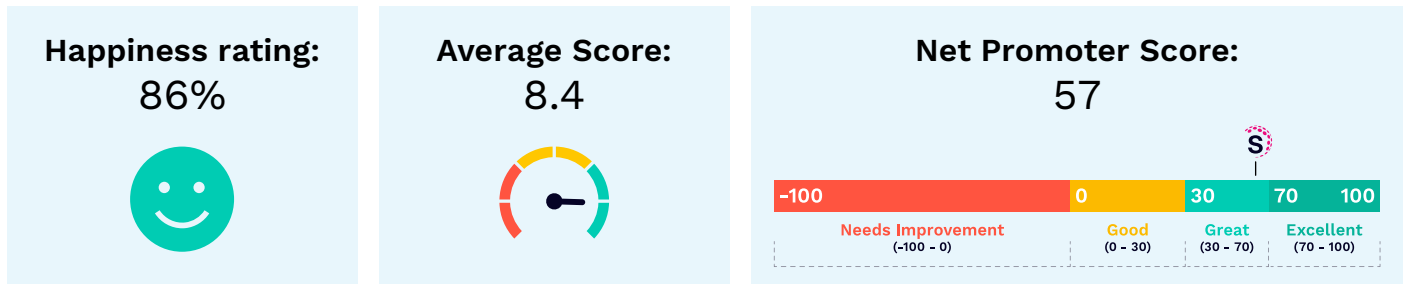 Happiness rating:
86%
Average Score:
8.4
Net Promoter Score:
57
S
-100
0
30
70
100
Needs Improvement
(-100 - 0)
Good
(0 - 30)
Great
(30 - 70)
Excellent
(70 - 100)